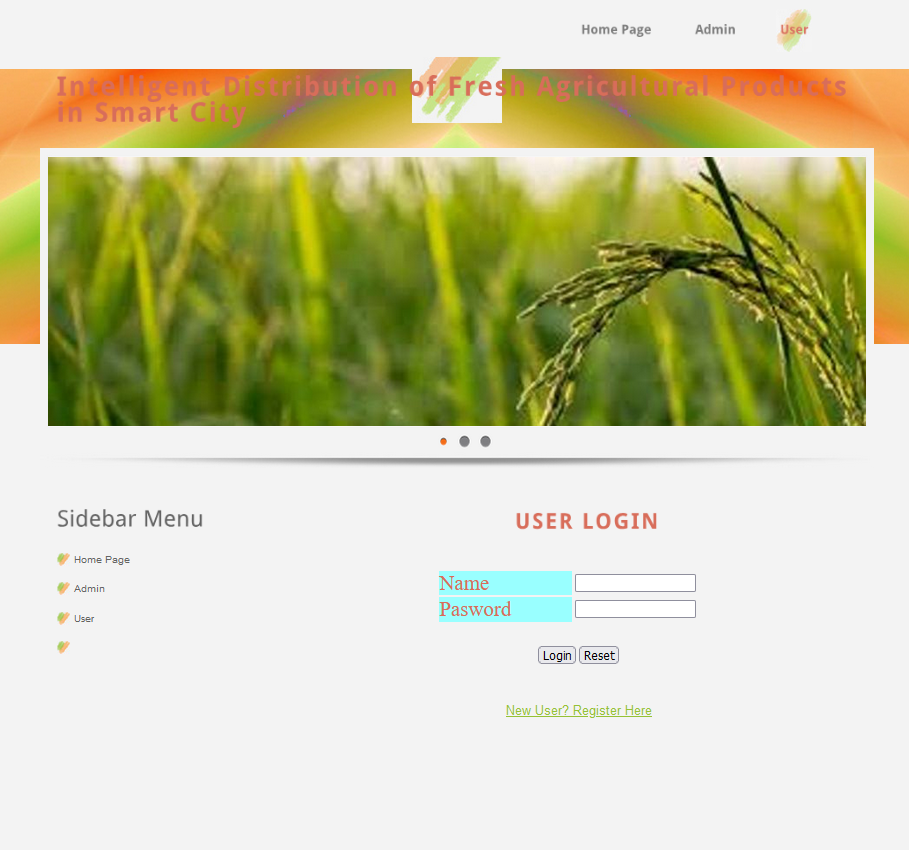 Home Page Admin User
Intelligent Distribution of Fresh Agricultural Products
in Smart City
Sidebar Menu
Home Page
Admin
User
USER LOGIN
Name
Pasword
Login Reset
New User? Register Here